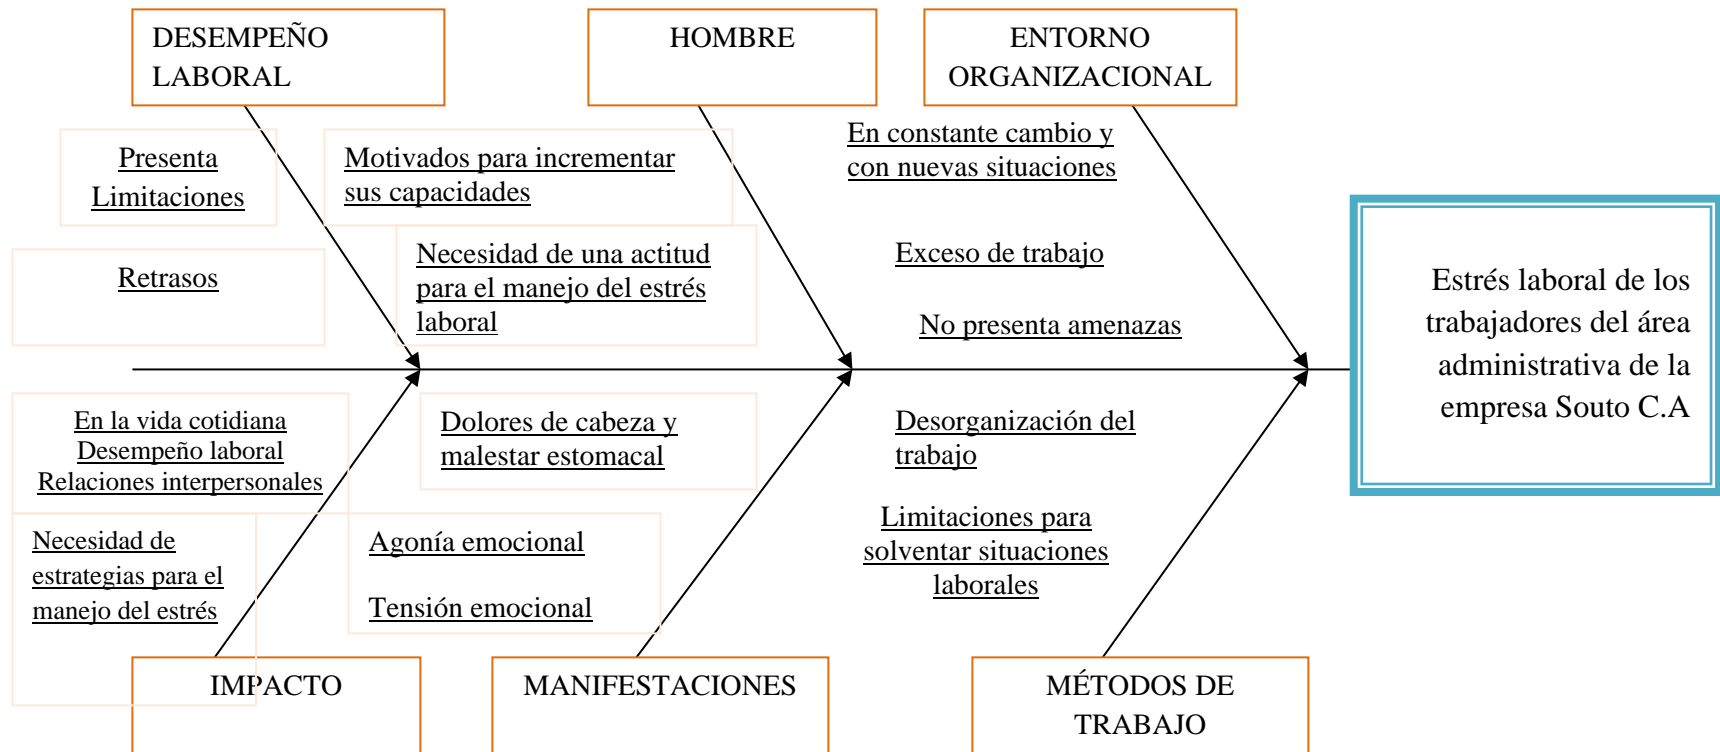 DESEMPEÑO
LABORAL
HOMBRE
ENTORNO
ORGANIZACIONAL
Presenta
Limitaciones
Retrasos
Motivados para incrementar
sus capacidades
Necesidad de una actitud
para el manejo del estrés
laboral
En constante cambio y
con nuevas situaciones
Exceso de trabajo
No presenta amenazas
Estrés laboral de los
trabajadores del área
administrativa de la
empresa Souto C.A
En la vida cotidiana
Desempeño laboral
Relaciones interpersonales
Necesidad de
estrategias para el
manejo del estrés
Dolores de cabeza y
malestar estomacal
Agonía emocional
Tensión emocional
Desorganización del
trabajo
Limitaciones para
solventar situaciones
laborales
IMPACTO
MANIFESTACIONES
MÉTODOS DE
TRABAJO